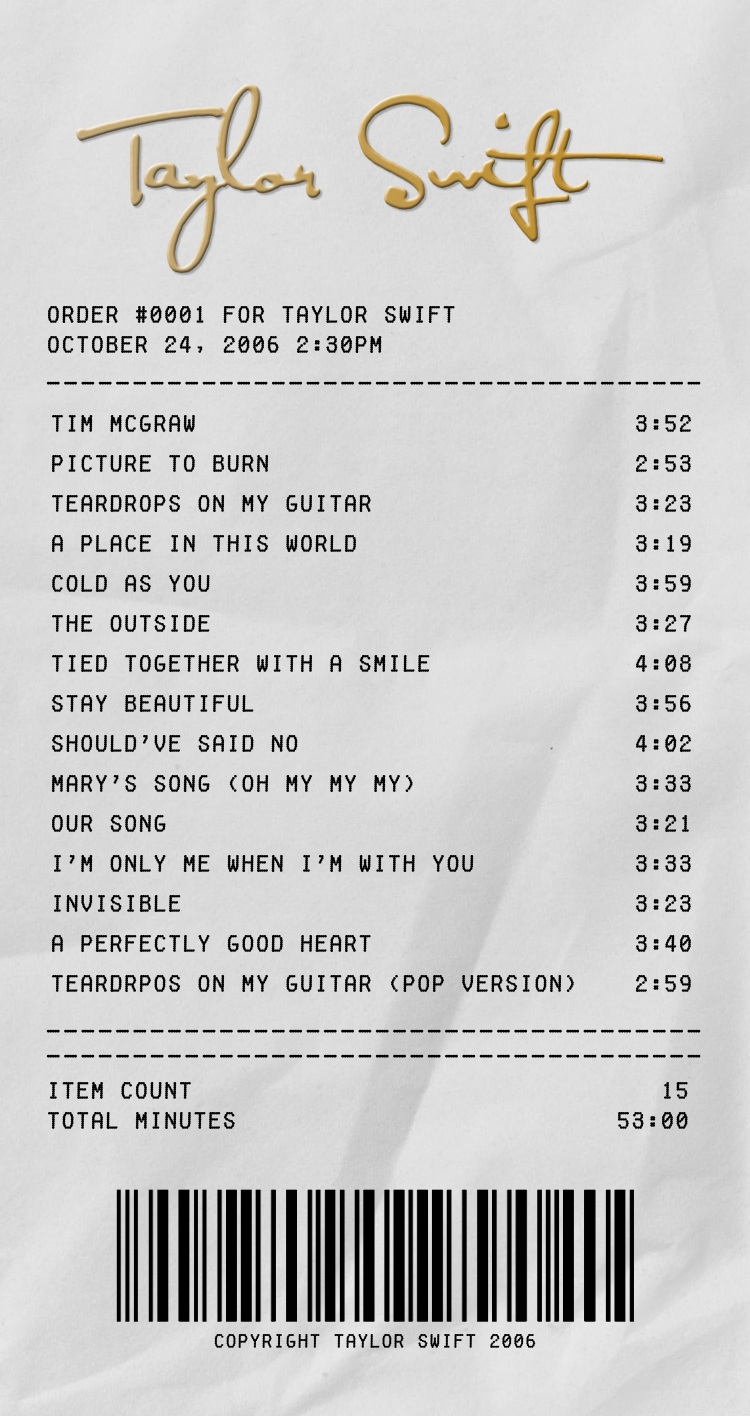 Taylor Swift
ORDER #0001 FOR TAYLOR SWIFT
OCTOBER 24, 2006 2:30PM
TIM MCGRAW 3:52
PICTURE TO BURN 2:53
TEARDROPS ON MY GUITAR 3:23
A PLACE IN THIS WORLD 3:19
COLD AS YOU 3:59
THE OUTSIDE 3:27
TIED TOGETHER WITH A SMILE 4:08
STAY BEAUTIFUL 3:56
SHOULD'VE SAID NO 4:02
MARY'S SONG (OH MY MY MY) 3:33
OUR SONG 3:21
I'M ONLY ME WHEN I'M WITH YOU 3:33
INVISIBLE 3:23
A PERFECTLY GOOD HEART 3:40
TEARDRPOS ON MY GUITAR (POP VERSION) 2:59
ITEM COUNT 15
TOTAL MINUTES 53:00
COPYRIGHT TAYLOR SWIFT 2006